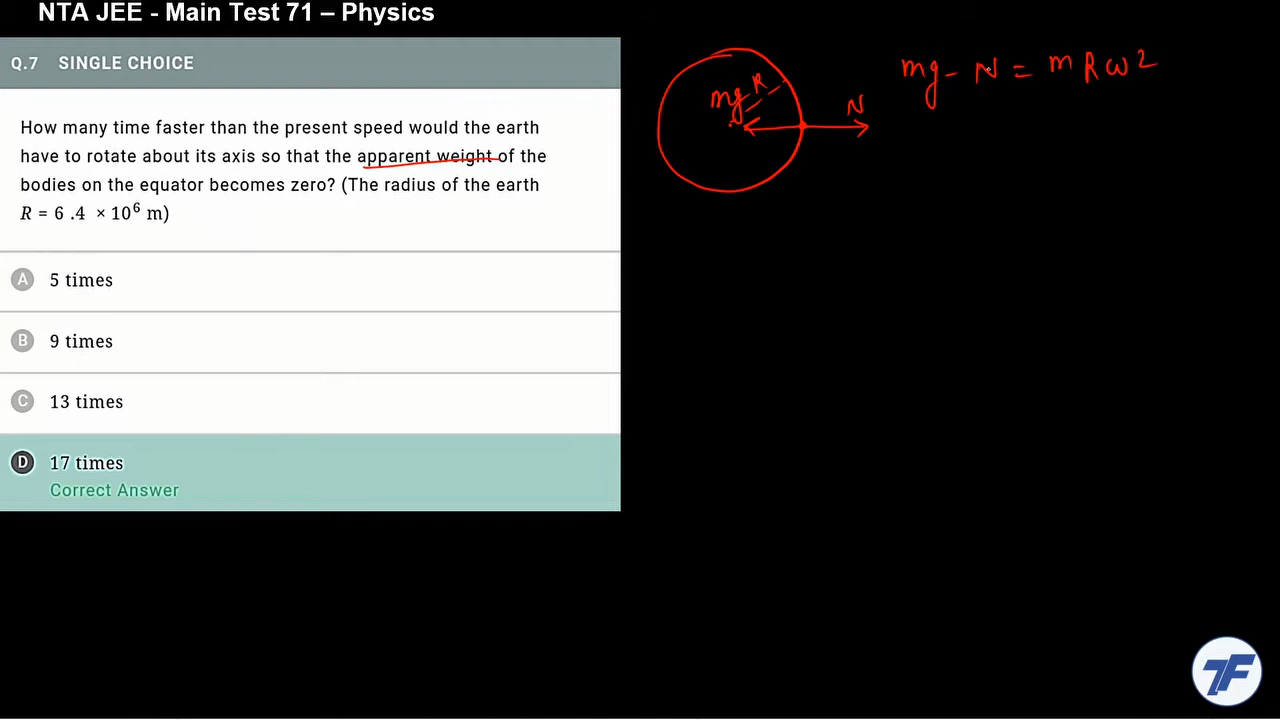 NTA JEE - Main Test 71 – Physics
Q.7 SINGLE CHOICE
How many time faster than the present speed would the earth
have to rotate about its axis so that the apparent weight of the
bodies on the equator becomes zero? (The radius of the earth
R = 6 .4 × 10⁶ m)
A 5 times
B 9 times
C 13 times
D 17 times
Correct Answer
mg R N
mg - N = mRω²
TF